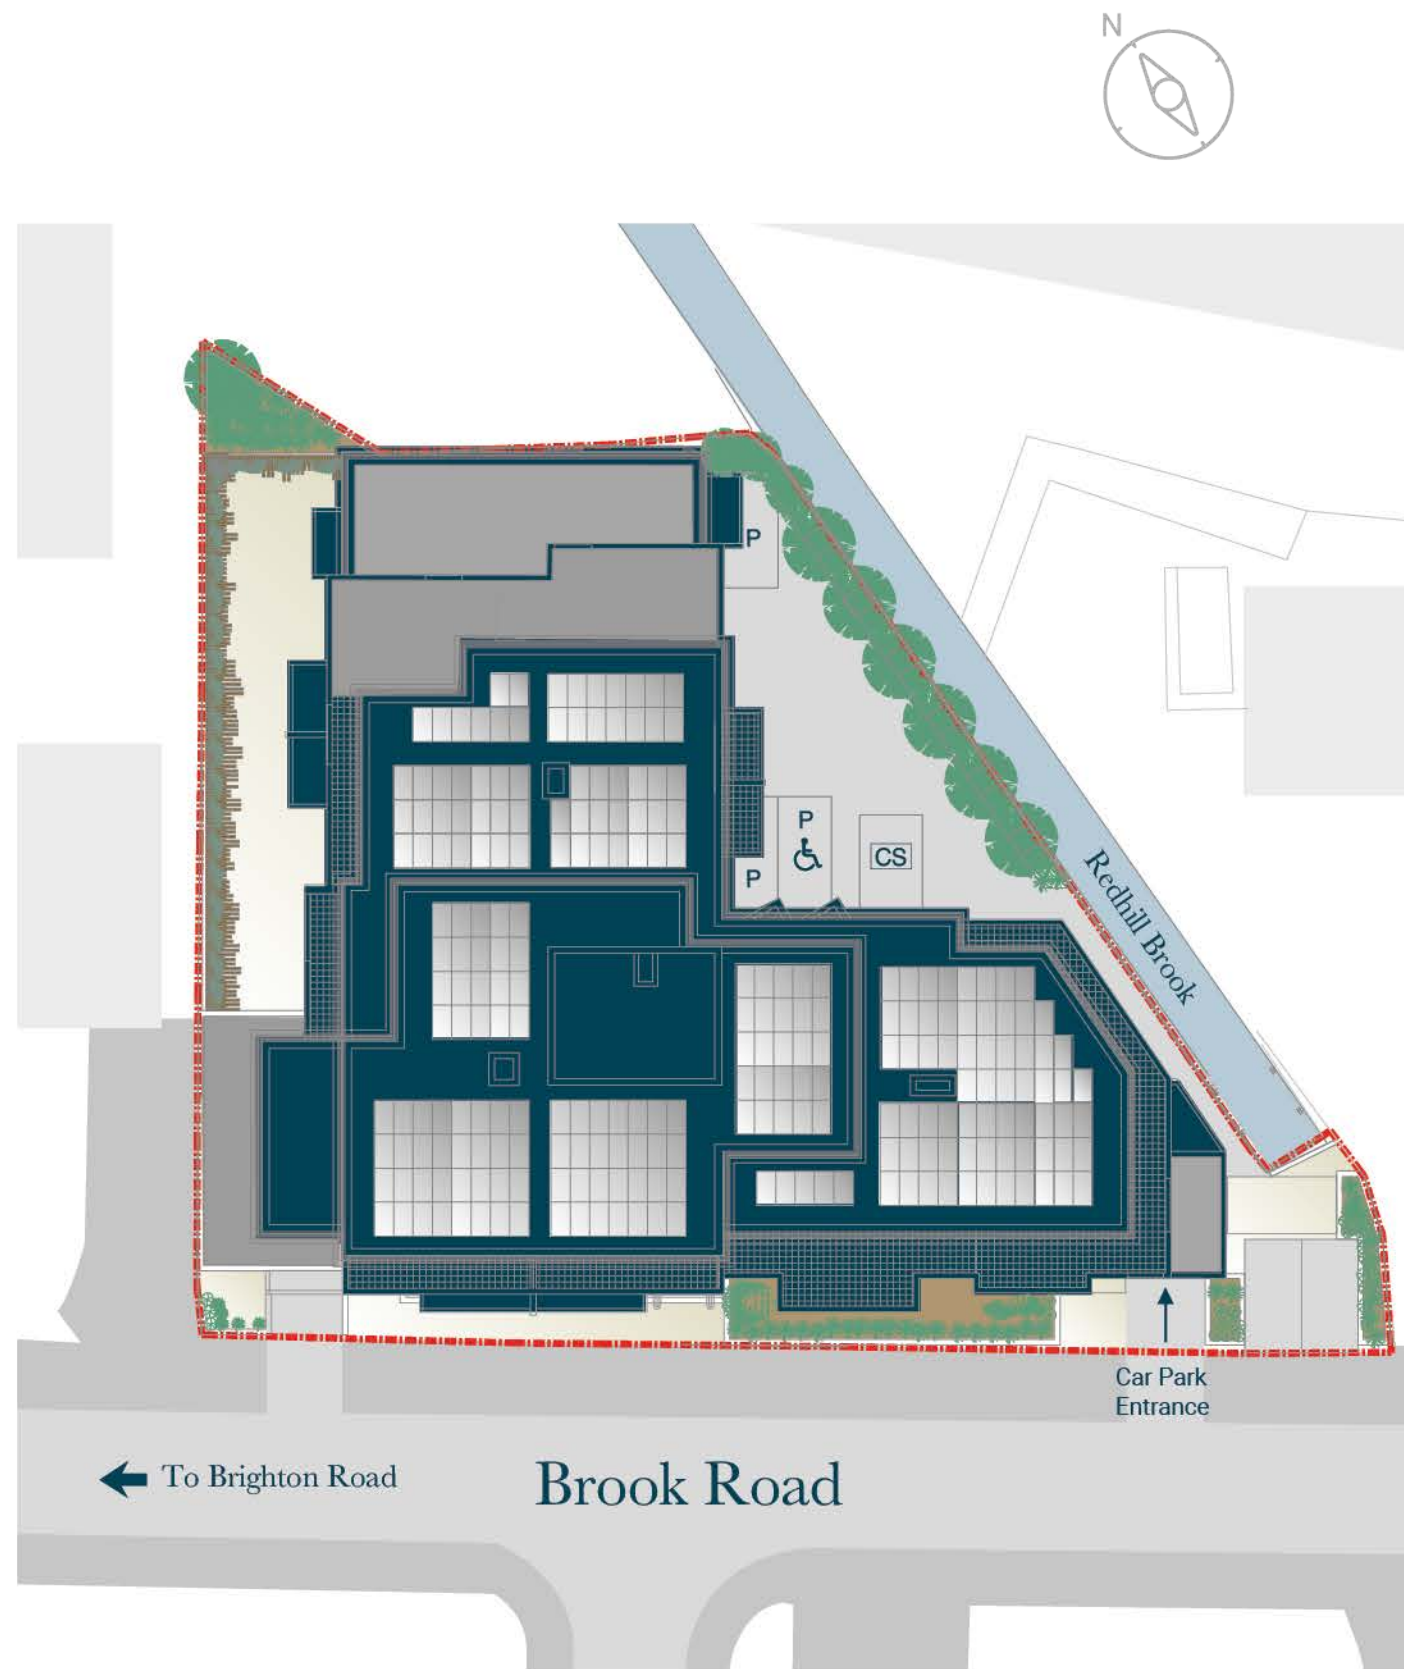 N
P
P
P
CS
Redhill Brook
Car Park
Entrance
To Brighton Road
Brook Road